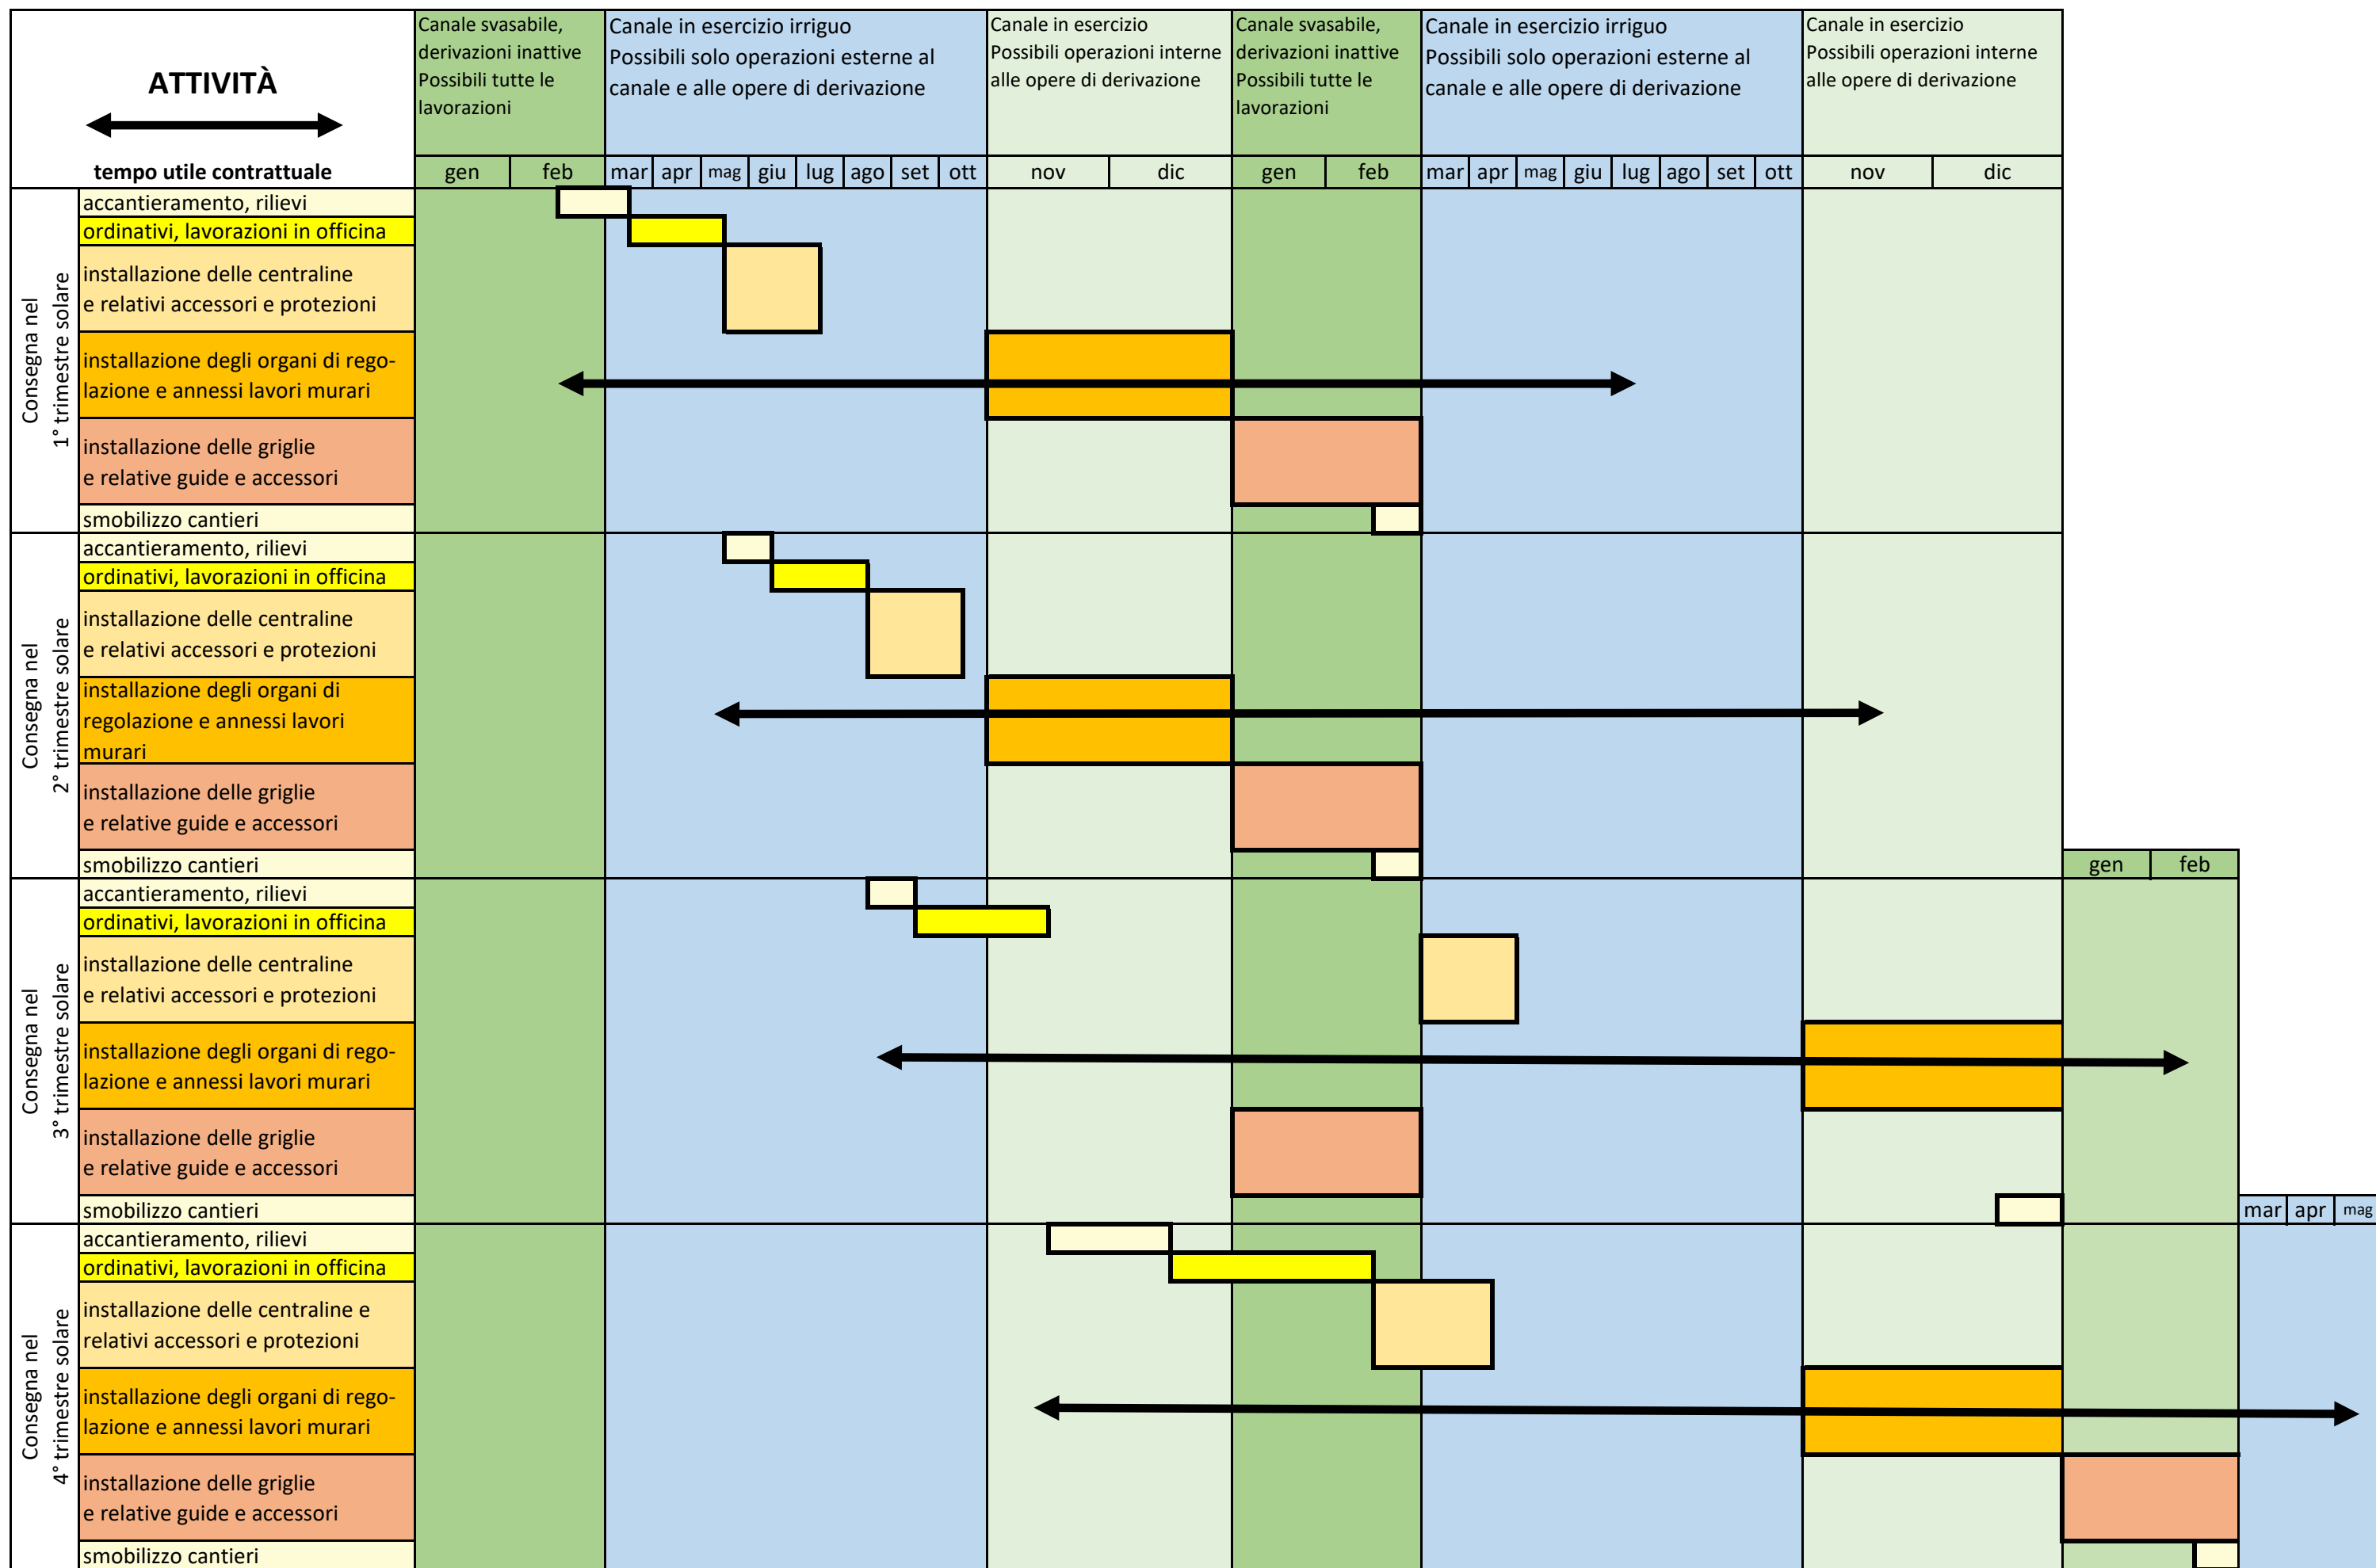 ATTIVITÀ
tempo utile contrattuale
Canale svasabile,
derivazioni inattive
Possibili tutte le
lavorazioni
Canale in esercizio irriguo
Possibili solo operazioni esterne al
canale e alle opere di derivazione
Canale in esercizio
Possibili operazioni interne
alle opere di derivazione
Canale svasabile,
derivazioni inattive
Possibili tutte le
lavorazioni
Canale in esercizio irriguo
Possibili solo operazioni esterne al
canale e alle opere di derivazione
Canale in esercizio
Possibili operazioni interne
alle opere di derivazione
gen feb mar apr mag giu lug ago set ott nov dic gen feb mar apr mag giu lug ago set ott nov dic
Consegna nel
1° trimestre solare
accantieramento, rilievi
ordinativi, lavorazioni in officina
installazione delle centraline
e relativi accessori e protezioni
installazione degli organi di rego-
lazione e annessi lavori murari
installazione delle griglie
e relative guide e accessori
smobilizzo cantieri
Consegna nel
2° trimestre solare
accantieramento, rilievi
ordinativi, lavorazioni in officina
installazione delle centraline
e relativi accessori e protezioni
installazione degli organi di
regolazione e annessi lavori
murari
installazione delle griglie
e relative guide e accessori
smobilizzo cantieri
gen feb
Consegna nel
3° trimestre solare
accantieramento, rilievi
ordinativi, lavorazioni in officina
installazione delle centraline
e relativi accessori e protezioni
installazione degli organi di rego-
lazione e annessi lavori murari
installazione delle griglie
e relative guide e accessori
smobilizzo cantieri
mar apr mag
Consegna nel
4° trimestre solare
accantieramento, rilievi
ordinativi, lavorazioni in officina
installazione delle centraline e
relativi accessori e protezioni
installazione degli organi di rego-
lazione e annessi lavori murari
installazione delle griglie
e relative guide e accessori
smobilizzo cantieri